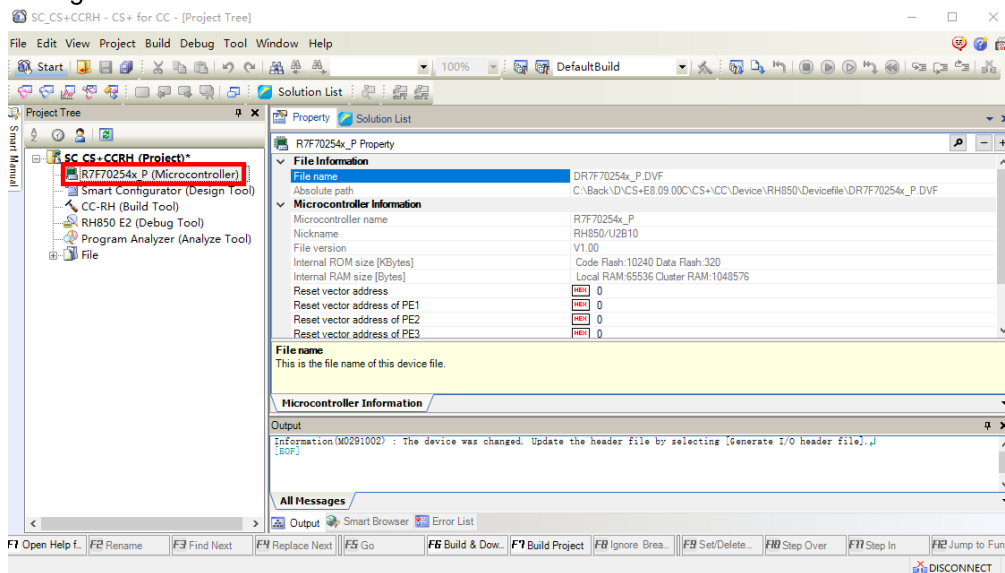 SC_CS+CCRH - CS+ for CC - [Project Tree]
File Edit View Project Build Debug Tool Window Help
Start 100% DefaultBuild
Solution List
Project Tree
Property Solution List
Smart Manual
R7F70254x_P Property
SC_CS+CCRH (Project)*
R7F70254x_P (Microcontroller)
Smart Configurator (Design Tool)
CC-RH (Build Tool)
RH850 E2 (Debug Tool)
Program Analyzer (Analyze Tool)
File
File Information
File name DR7F70254x_P.DVF
Absolute path C:\Back\D\CS+E8.09.00C\CS+\CC\Device\RH850\Devicefile\DR7F70254x_P.DVF
Microcontroller Information
Microcontroller name R7F70254x_P
Nickname RH850/U2B10
File version V1.00
Internal ROM size [KBytes] Code Flash:10240 Data Flash:320
Internal RAM size [Bytes] Local RAM:65536 Cluster RAM:1048576
Reset vector address HEX 0
Reset vector address of PE1 HEX 0
Reset vector address of PE2 HEX 0
Reset vector address of PE3 HEX 0
File name
This is the file name of this device file.
Microcontroller Information
Output
Information(M0291002) : The device was changed. Update the header file by selecting [Generate I/O header file].
[EOF]
All Messages
Output Smart Browser Error List
F1 Open Help f... F2 Rename F3 Find Next F4 Replace Next F5 Go F6 Build & Dow... F7 Build Project F8 Ignore Brea... F9 Set/Delete... F10 Step Over F11 Step In F12 Jump to Fun
DISCONNECT